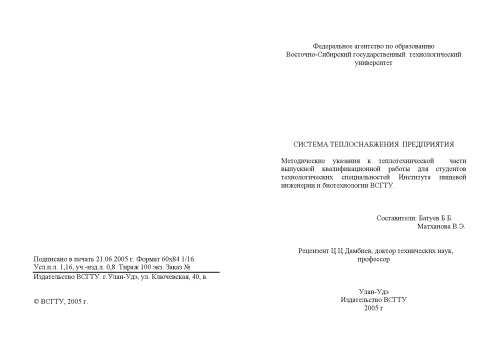 Подписано в печать 21.06.2005 г. Формат 60х84 1/16
Усл.п.л. 1,16, уч.-изд.л. 0,8. Тираж 100 экз. Заказ №
Издательство ВСГТУ. г.Улан-Удэ, ул. Ключевская, 40, в.
© ВСГТУ, 2005 г.
Федеральное агентство по образованию
Восточно-Сибирский государственный технологический
университет
СИСТЕМА ТЕПЛОСНАБЖЕНИЯ ПРЕДПРИЯТИЯ
Методические указания к теплотехнической части
выпускной квалификационной работы для студентов
технологических специальностей Института пищевой
инженерии и биотехнологии ВСГТУ.
Составители: Батуев Б.Б.
Матханова В.Э.
Рецензент Ц.Ц.Дамбиев, доктор технических наук,
профессор
Улан-Удэ
Издательство ВСГТУ
2005 г